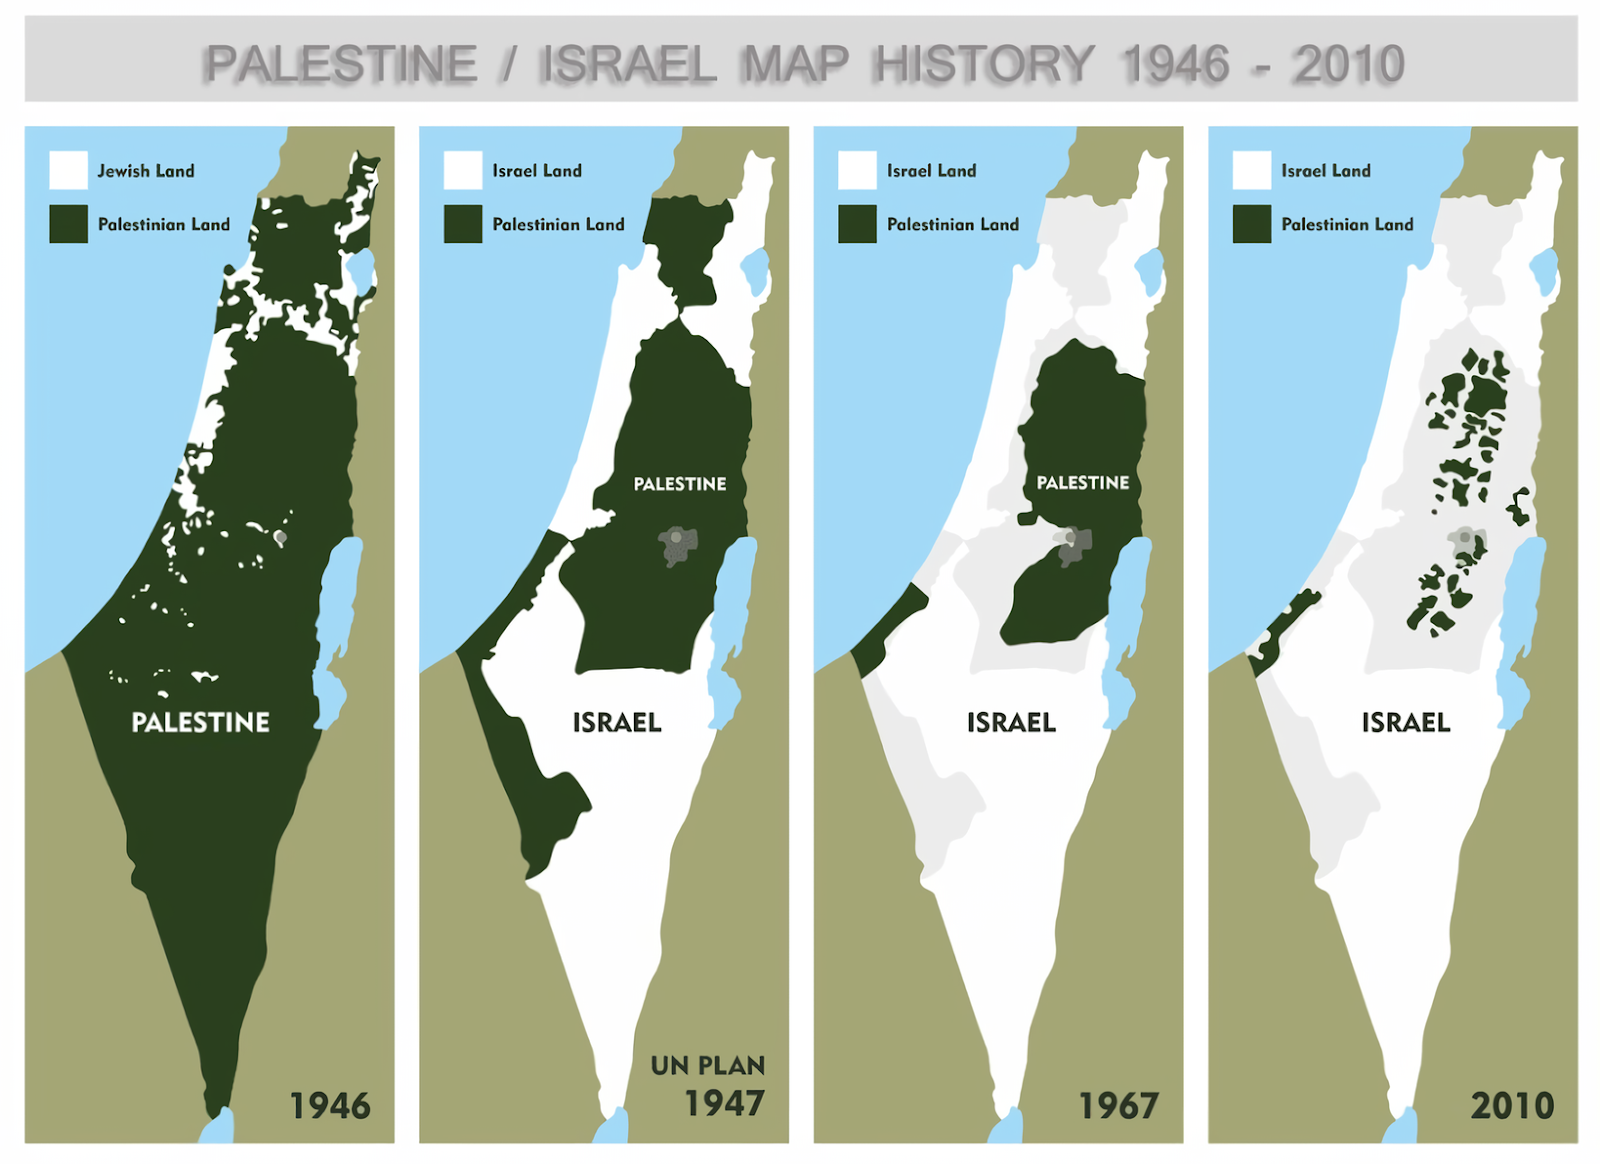 PALESTINE / ISRAEL MAP HISTORY 1946 - 2010
Jewish Land
Palestinian Land
PALESTINE
1946
Israel Land
Palestinian Land
PALESTINE
ISRAEL
UN PLAN
1947
Israel Land
Palestinian Land
PALESTINE
ISRAEL
1967
Israel Land
Palestinian Land
ISRAEL
2010